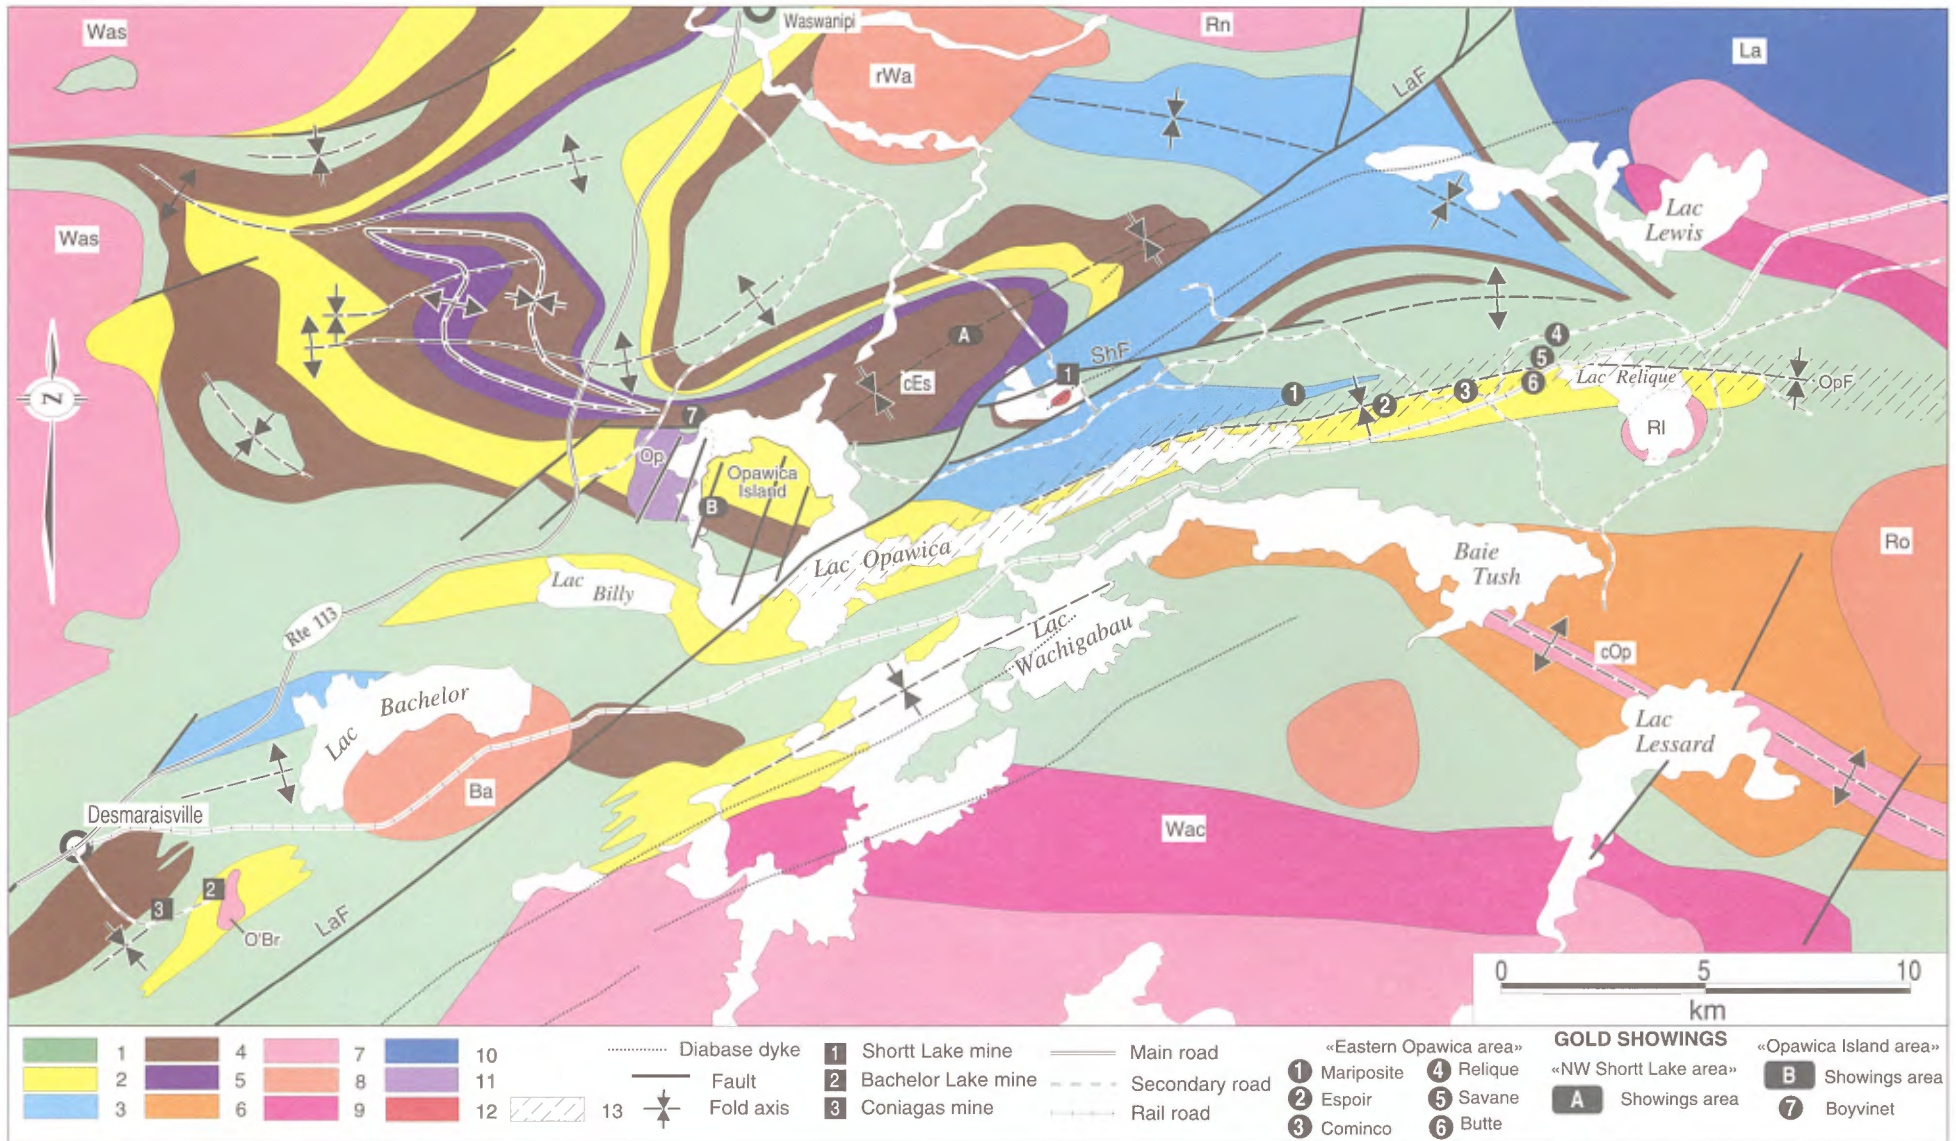 Was
Waswanipi
rWa
Rn
La
LaF
Was
Lac
Lewis
N
A
cEs
1
ShF
4
5
6
3
2
1
Lac Relique
OpF
Rl
7
Op
Opawica
Island
B
Lac Opawica
Baie
Tush
Ro
Lac
Billy
Rte 113
Lac
Wachigabau
cOp
Lac
Bachelor
Lac
Lessard
Ba
Desmaraisville
Wac
2
3
O'Br
LaF
0 5 10
km
1
2
3
4
5
6
7
8
9
10
11
12
13
Diabase dyke
Fault
Fold axis
1 Shortt Lake mine
2 Bachelor Lake mine
3 Coniagas mine
Main road
Secondary road
Rail road
GOLD SHOWINGS
«Eastern Opawica area»
1 Mariposite
2 Espoir
3 Cominco
4 Relique
5 Savane
6 Butte
«NW Shortt Lake area»
A Showings area
«Opawica Island area»
B Showings area
7 Boyvinet